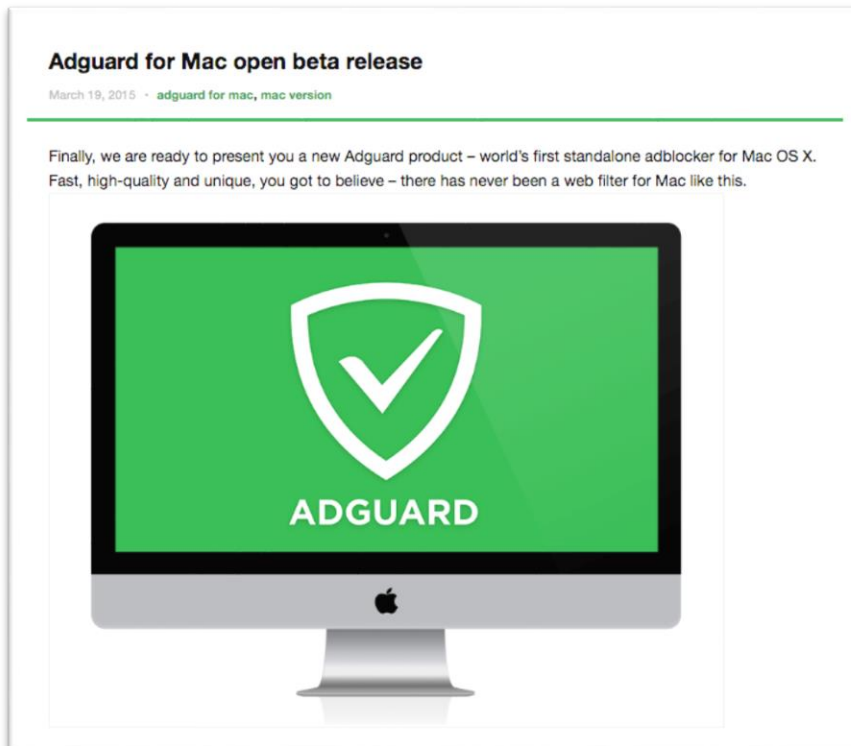 Adguard for Mac open beta release
March 19, 2015 • adguard for mac, mac version
Finally, we are ready to present you a new Adguard product – world's first standalone adblocker for Mac OS X.
Fast, high-quality and unique, you got to believe – there has never been a web filter for Mac like this.
ADGUARD